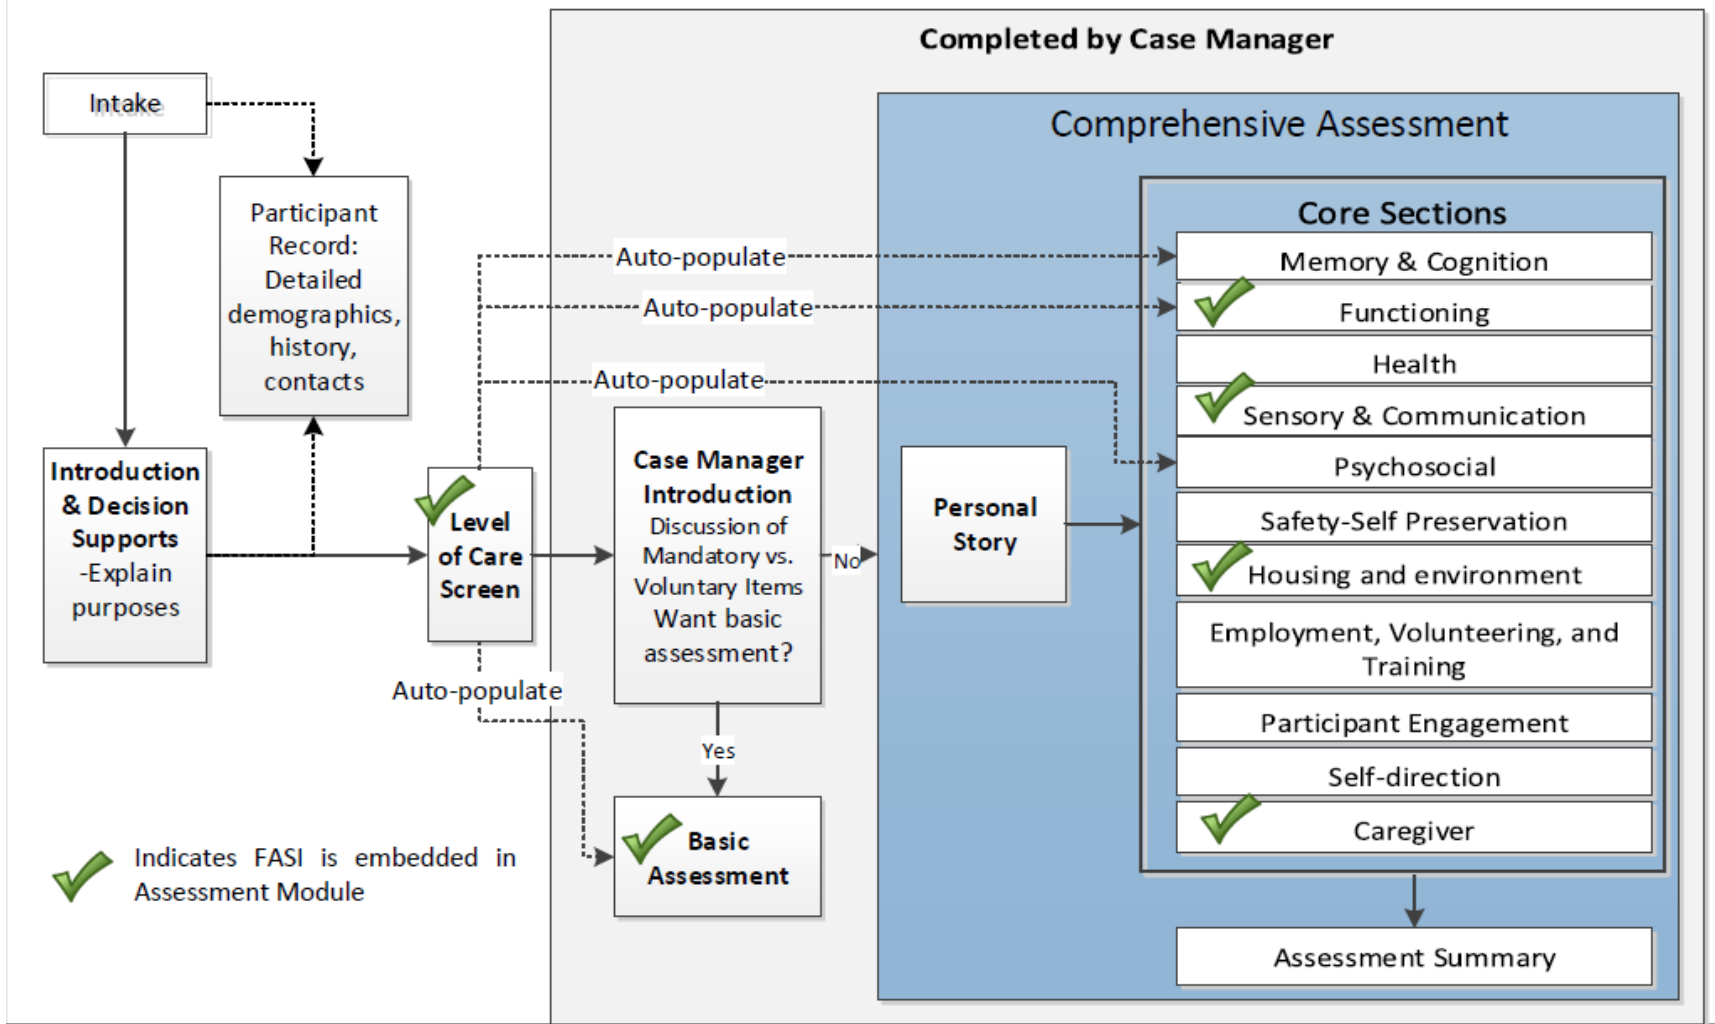 Completed by Case Manager
Intake
Participant
Record:
Detailed
demographics,
history,
contacts
Introduction
& Decision
Supports
-Explain
purposes
Level
of Care
Screen
Auto-populate
Auto-populate
Auto-populate
Auto-populate
Case Manager
Introduction
Discussion of
Mandatory vs.
Voluntary Items
Want basic
assessment?
No
Yes
Basic
Assessment
Comprehensive Assessment
Personal
Story
Core Sections
Memory & Cognition
Functioning
Health
Sensory & Communication
Psychosocial
Safety-Self Preservation
Housing and environment
Employment, Volunteering, and
Training
Participant Engagement
Self-direction
Caregiver
Assessment Summary
Indicates FASI is embedded in
Assessment Module